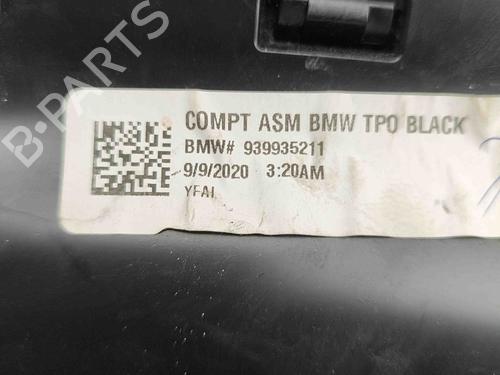 B-PARTS
COMPT ASM BMW TPO BLACK
BMW# 939935211
9/9/2020 3:20AM
YFAI